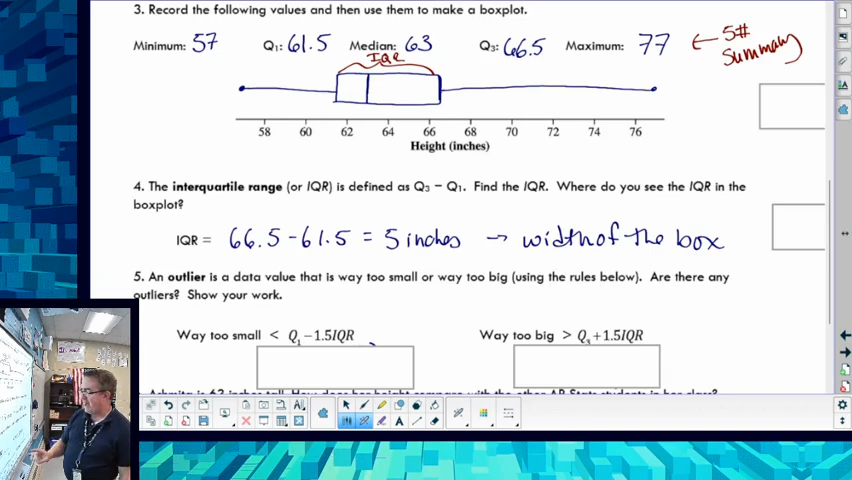 3. Record the following values and then use them to make a boxplot.
Minimum: 57 Q1: 61.5 Median: 63 Q3: 66.5 Maximum: 77 ← 5# Summary
IQR
58 60 62 64 66 68 70 72 74 76
Height (inches)
4. The interquartile range (or IQR) is defined as Q3 – Q1. Find the IQR. Where do you see the IQR in the
boxplot?
IQR = 66.5 - 61.5 = 5 inches → width of the box
5. An outlier is a data value that is way too small or way too big (using the rules below). Are there any
outliers? Show your work.
Way too small < Q1 – 1.5IQR Way too big > Q3 + 1.5IQR